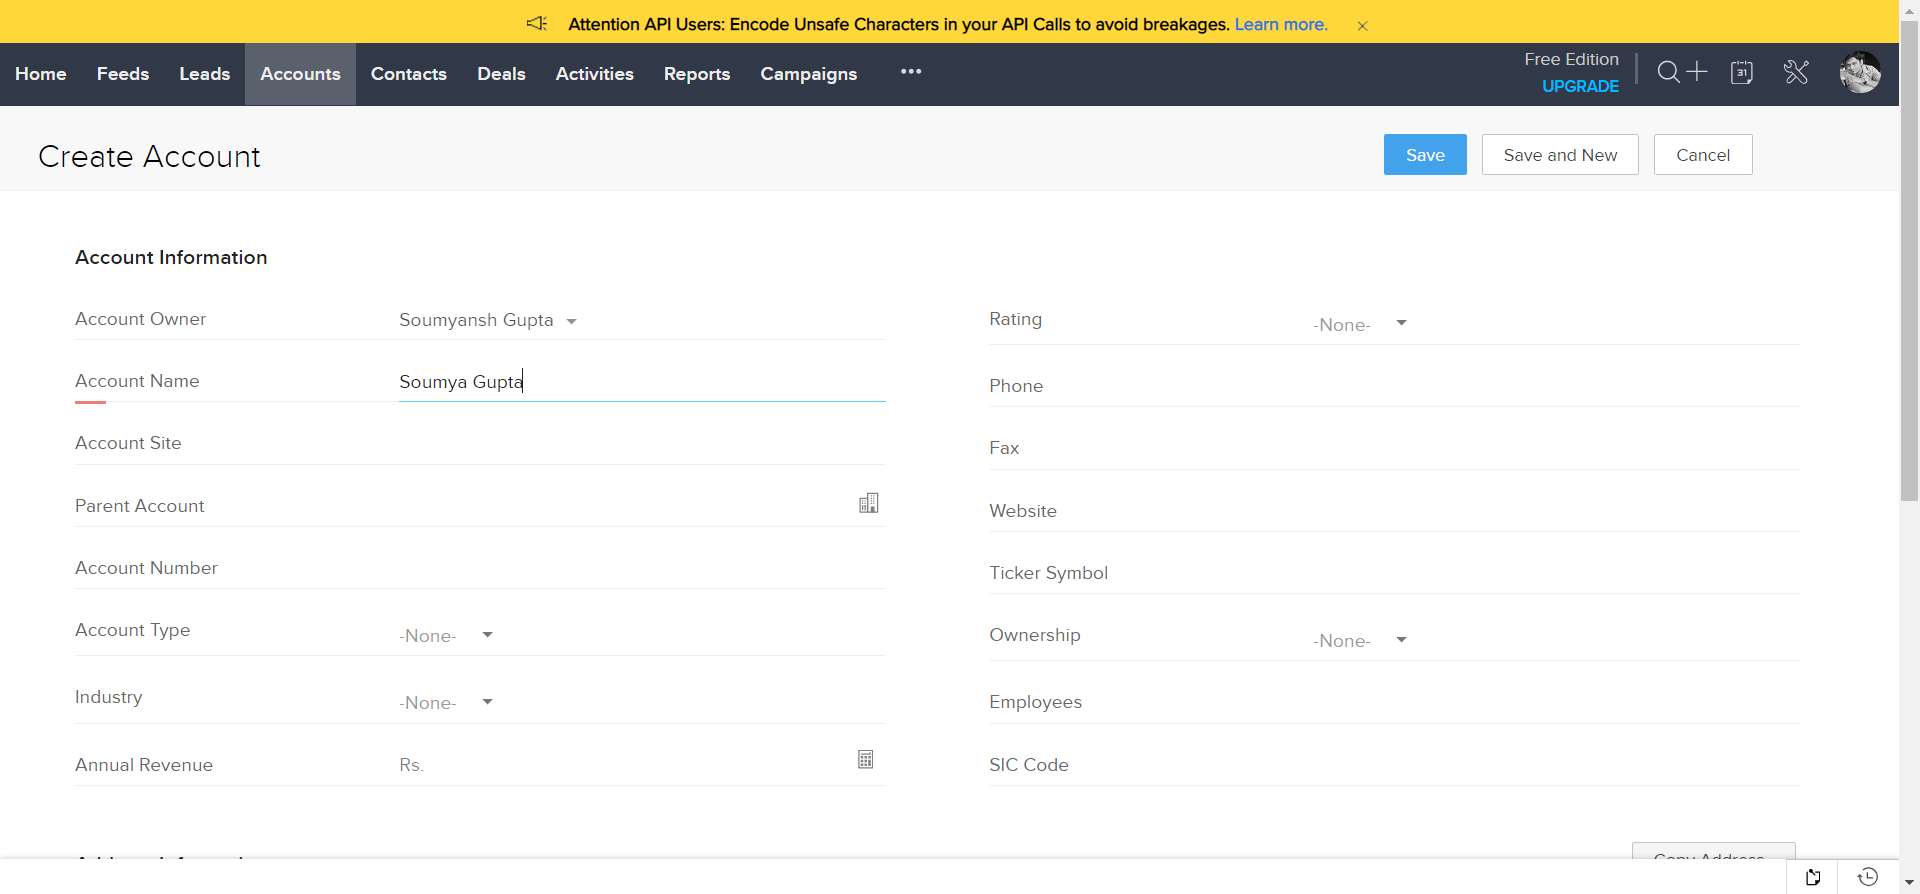 Attention API Users: Encode Unsafe Characters in your API Calls to avoid breakages. Learn more.
Home Feeds Leads Accounts Contacts Deals Activities Reports Campaigns
Free Edition
UPGRADE
31
Create Account
Save
Save and New
Cancel
Account Information
Account Owner Soumyansh Gupta
Rating -None-
Account Name Soumya Gupta
Phone
Account Site
Fax
Parent Account
Website
Account Number
Ticker Symbol
Account Type -None-
Ownership -None-
Industry -None-
Employees
Annual Revenue Rs.
SIC Code
Copy Address